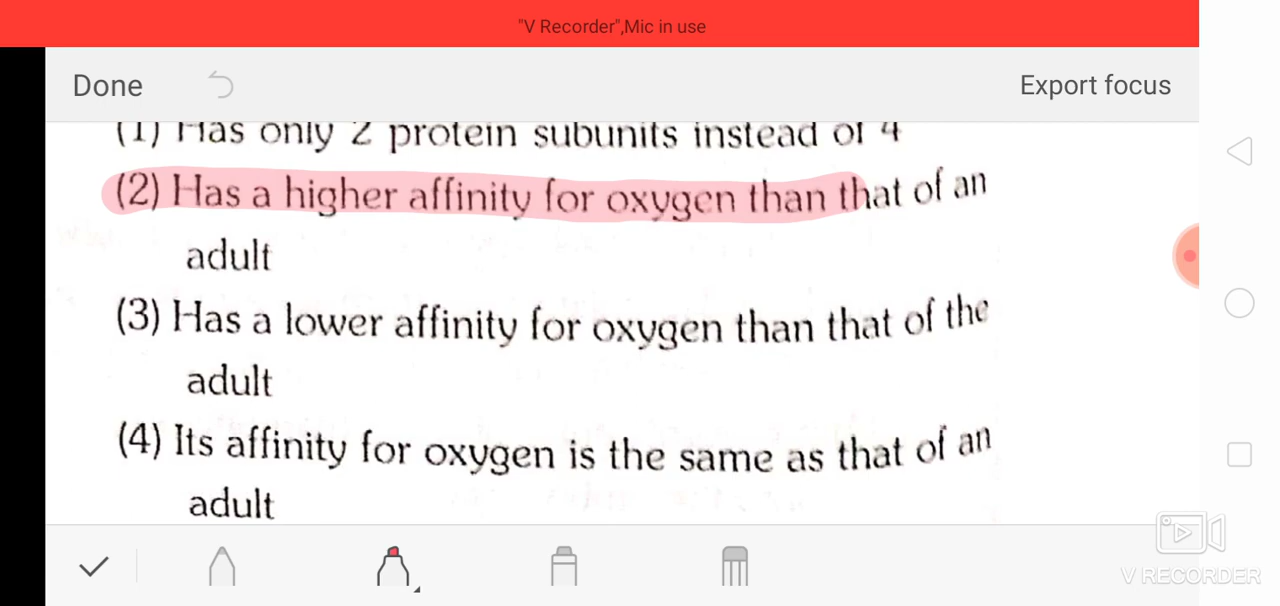 "V Recorder",Mic in use
Done
Export focus
(1) Has only 2 protein subunits instead of 4
(2) Has a higher affinity for oxygen than that of an
adult
(3) Has a lower affinity for oxygen than that of the
adult
(4) Its affinity for oxygen is the same as that of an
adult
V RECORDER